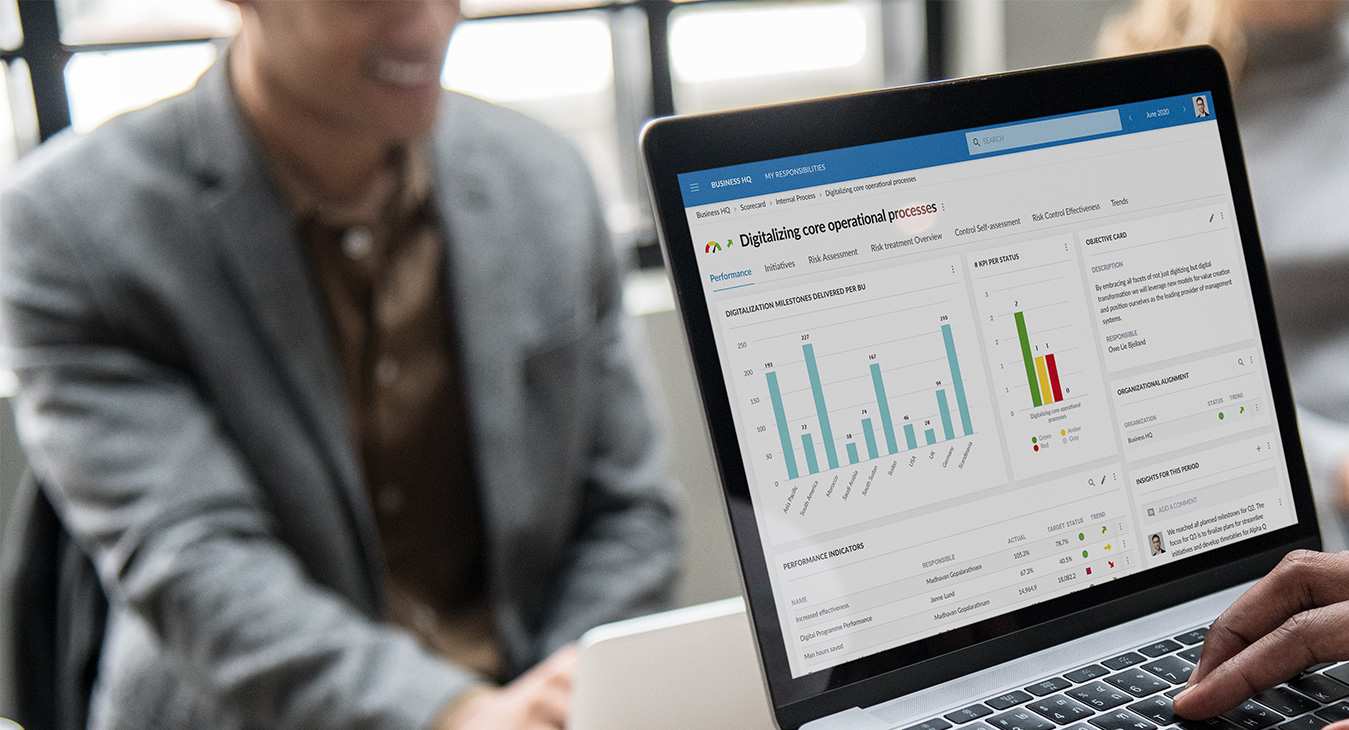 BUSINESS HQ MY RESPONSIBILITIES SEARCH June 2020
Business HQ > Scorecard > Internal Process > Digitalizing core operational processes
Digitalizing core operational processes
Performance Initiatives Risk Assessment Risk treatment Overview Control Self-assessment Risk Control Effectiveness Trends
DIGITALIZATION MILESTONES DELIVERED PER BU
250
200
150
100
50
0
193 227 74 167 46 28 94 210
Asia Pacific
South America
Morocco
Saudi Arabia
South Sudan
Sudan
USA
UK
Germany
Scandinavia
# KPI PER STATUS
3
2
2
1
1
0
2 1 1 0
Digitalizing core operational
processes
Green Amber
Red Gray
OBJECTIVE CARD
DESCRIPTION
By embracing all facets of not just digitizing but digital
transformation we will leverage new models for value creation
and position ourselves as the leading provider of management
systems.
RESPONSIBLE
Owe Lie Bjelland
ORGANIZATIONAL ALIGNMENT
ORGANIZATION STATUS TREND
Business HQ
INSIGHTS FOR THIS PERIOD
ADD A COMMENT
We reached all planned milestones for Q2. The
focus for Q3 is to finalize plans for streamline
initiatives and develop timetables for Alpha Q
PERFORMANCE INDICATORS
NAME RESPONSIBLE ACTUAL TARGET STATUS TREND
Increased effectiveness Madhavan Gopalarathnam 105.2% 78.7%
Digital Programme Performance Janne Lund 67.3% 40.5%
Man hours saved Madhavan Gopalarathnam 14,964.9 18,082.2